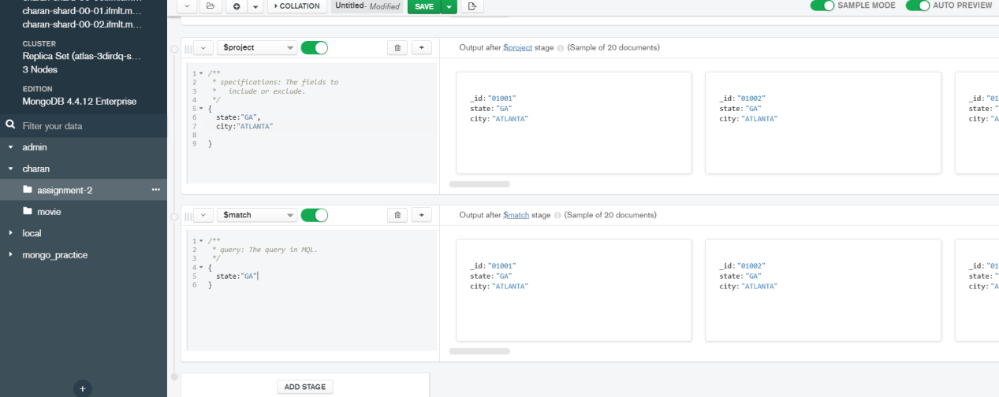 charan-shard-00-01.ifmlt.m...
charan-shard-00-02.ifmlt.m...
CLUSTER
Replica Set (atlas-3dirdq-s...
3 Nodes
EDITION
MongoDB 4.4.12 Enterprise
Filter your data
admin
charan
assignment-2
movie
local
mongo_practice
COLLATION
Untitled- Modified
SAVE
SAMPLE MODE
AUTO PREVIEW
$project
Output after $project stage (Sample of 20 documents)
1 /**
2 * specifications: The fields to
3 *   include or exclude.
4 */
5 {
6 state:"GA",
7 city:"ATLANTA"
8
9 }
_id:"01001"
state:"GA"
city:"ATLANTA"
_id:"01002"
state:"GA"
city:"ATLANTA"
_id:"01
state:"
city:"A
$match
Output after $match stage (Sample of 20 documents)
1 /**
2 * query: The query in MQL.
3 */
4 {
5 state:"GA"
6 }
_id:"01001"
state:"GA"
city:"ATLANTA"
_id:"01002"
state:"GA"
city:"ATLANTA"
_id:"01
state:"
city:"A
ADD STAGE